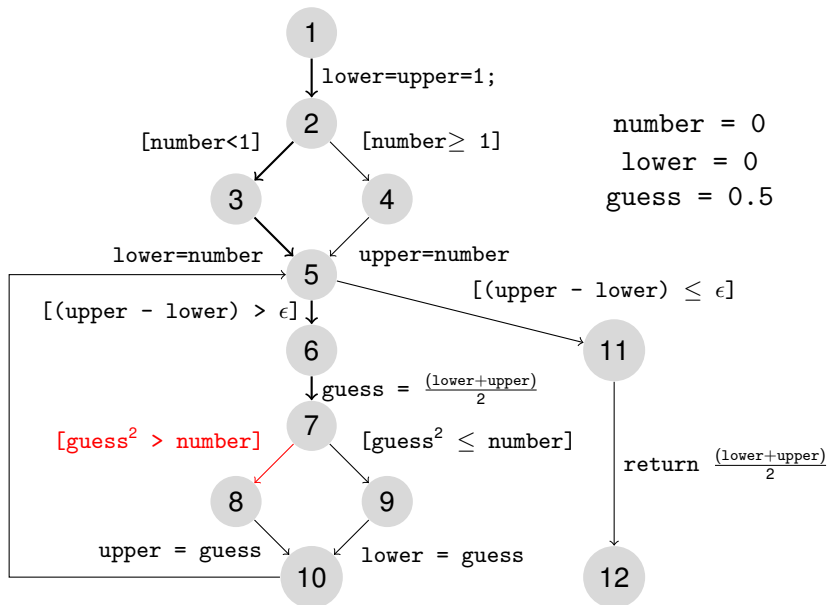 1
lower=upper=1;
2
number = 0
[number<1]
[number≥ 1]
lower = 0
3
4
guess = 0.5
lower=number
upper=number
5
[(upper - lower) > ϵ]
[(upper - lower) ≤ ϵ]
6
11
guess = (lower+upper)/2
7
[guess² > number]
[guess² ≤ number]
return (lower+upper)/2
8
9
upper = guess
lower = guess
10
12